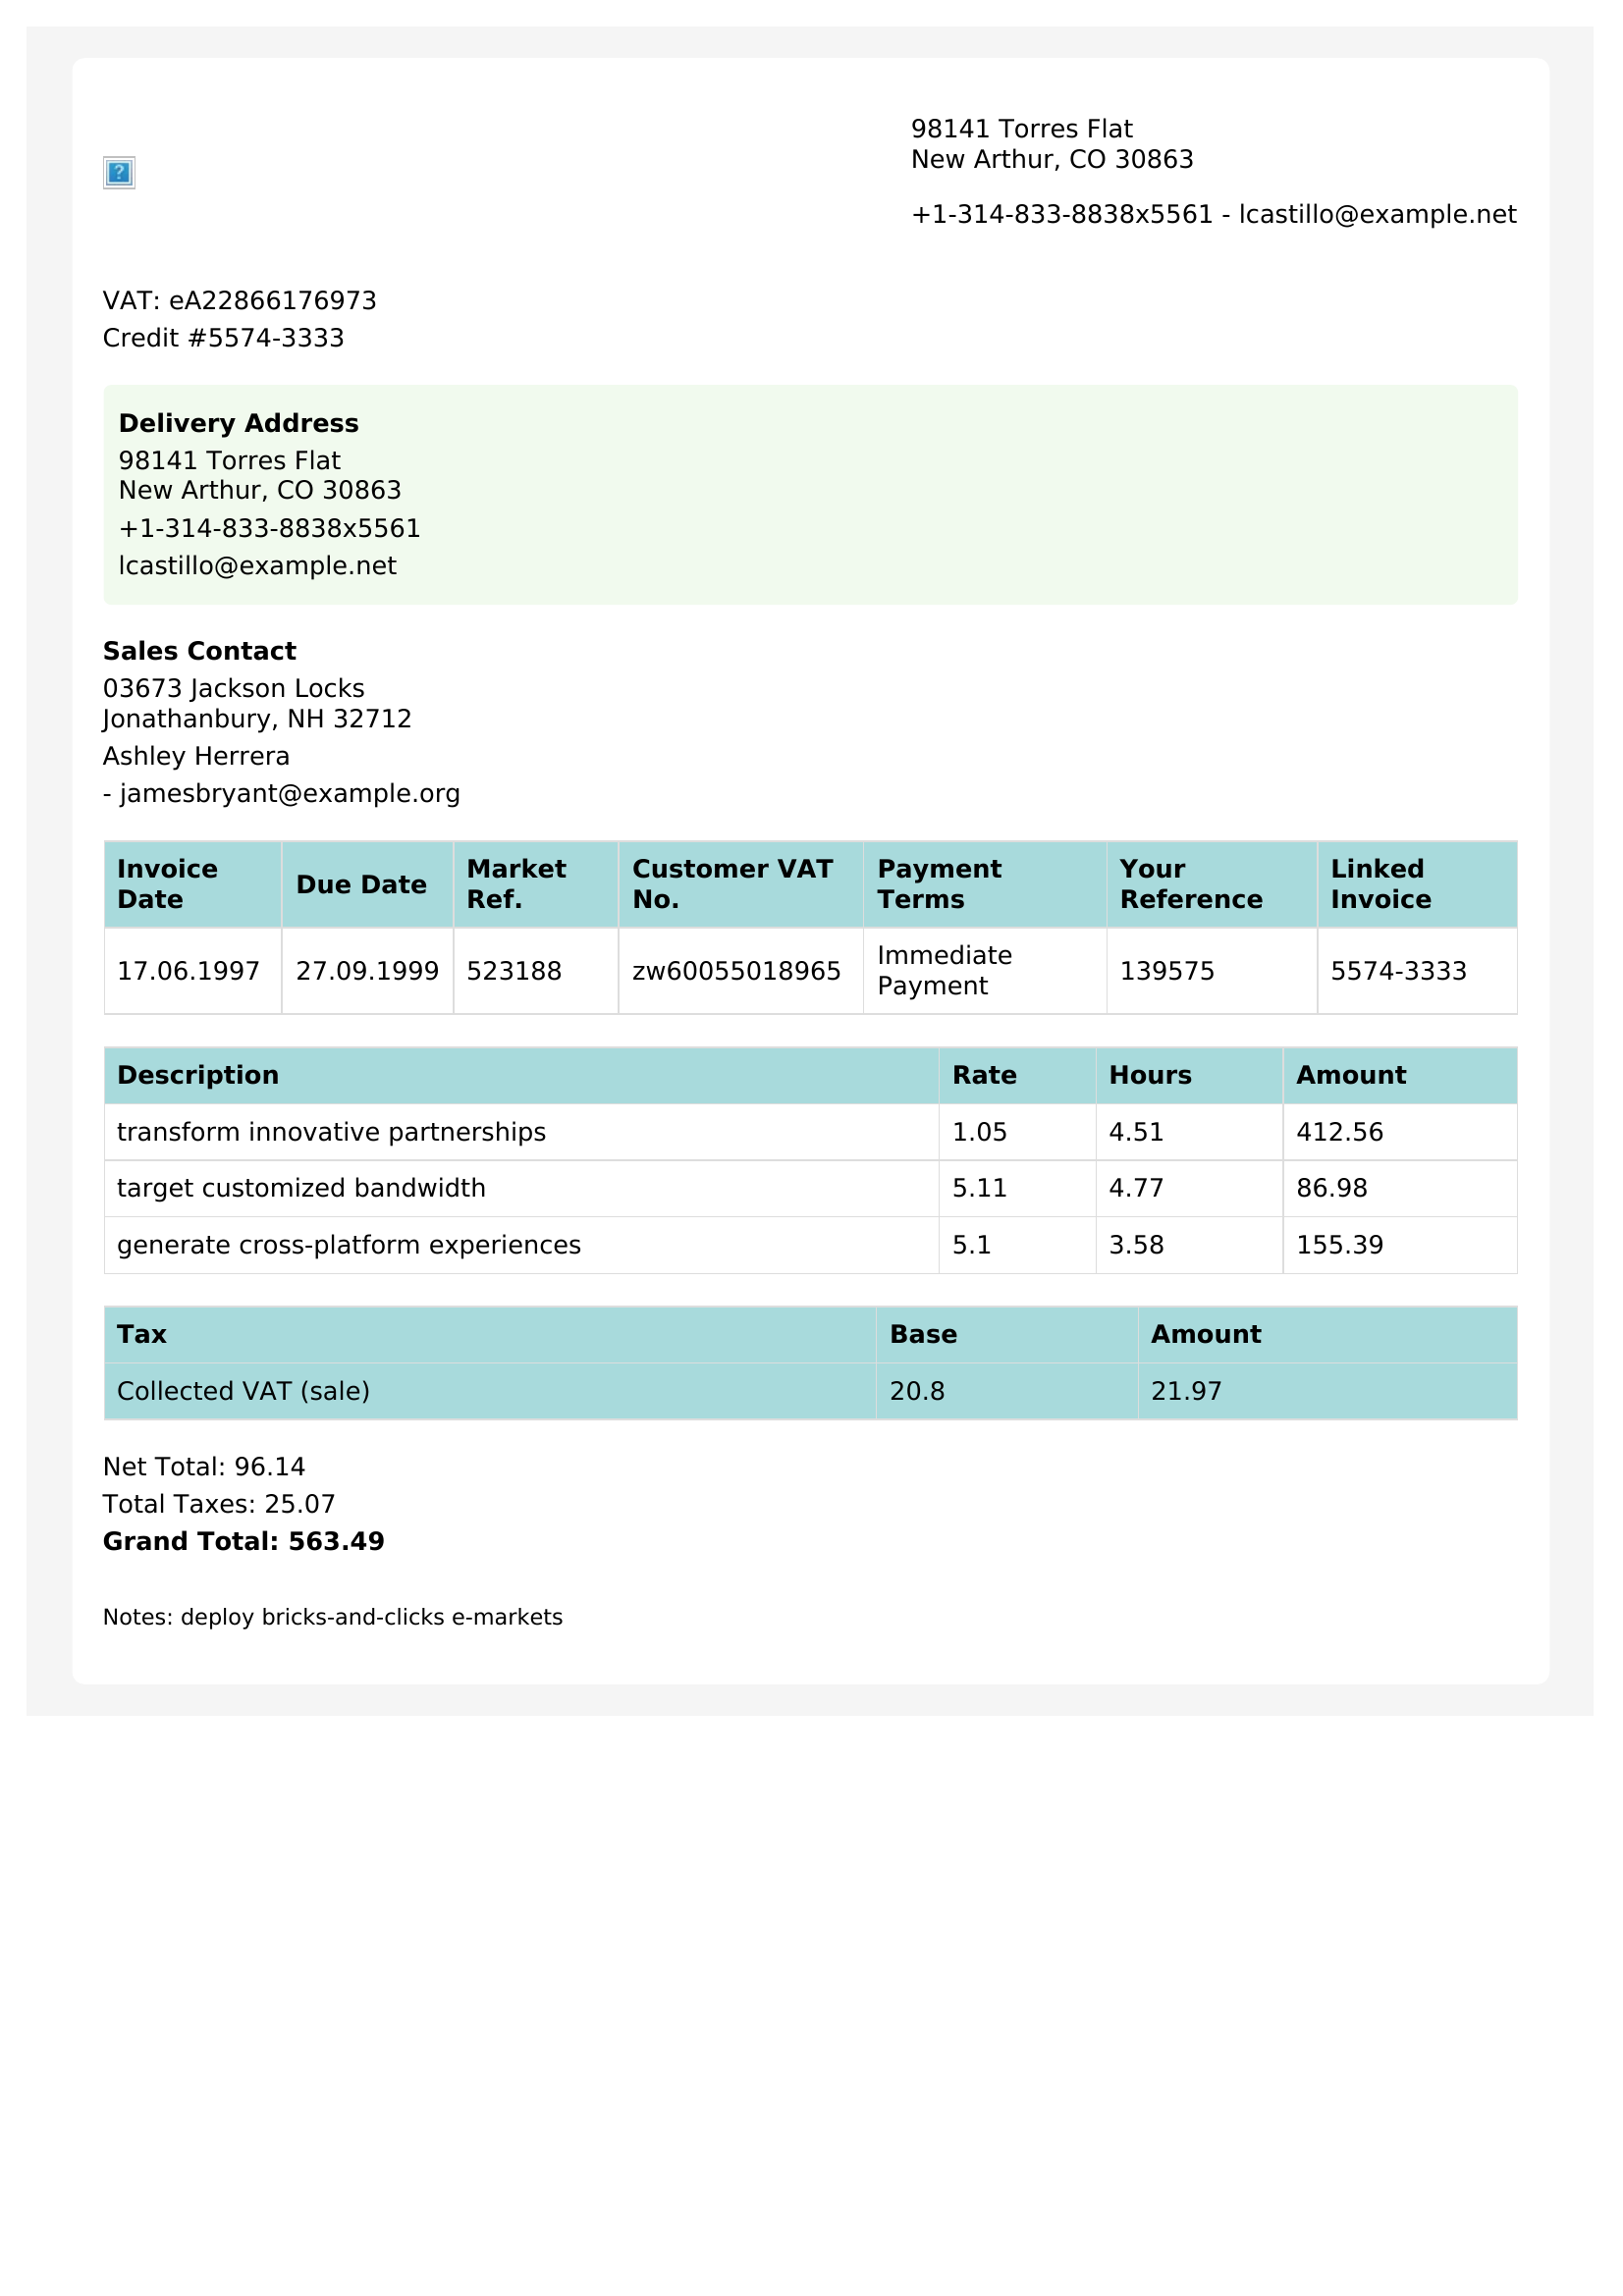 98141 Torres Flat
New Arthur, CO 30863
+1-314-833-8838x5561 - lcastillo@example.net
VAT: eA22866176973
Credit #5574-3333
Delivery Address
98141 Torres Flat
New Arthur, CO 30863
+1-314-833-8838x5561
lcastillo@example.net
Sales Contact
03673 Jackson Locks
Jonathanbury, NH 32712
Ashley Herrera
- jamesbryant@example.org
Invoice Date Due Date Market Ref. Customer VAT No. Payment Terms Your Reference Linked Invoice
17.06.1997 27.09.1999 523188 zw60055018965 Immediate Payment 139575 5574-3333
Description Rate Hours Amount
transform innovative partnerships 1.05 4.51 412.56
target customized bandwidth 5.11 4.77 86.98
generate cross-platform experiences 5.1 3.58 155.39
Tax Base Amount
Collected VAT (sale) 20.8 21.97
Net Total: 96.14
Total Taxes: 25.07
Grand Total: 563.49
Notes: deploy bricks-and-clicks e-markets